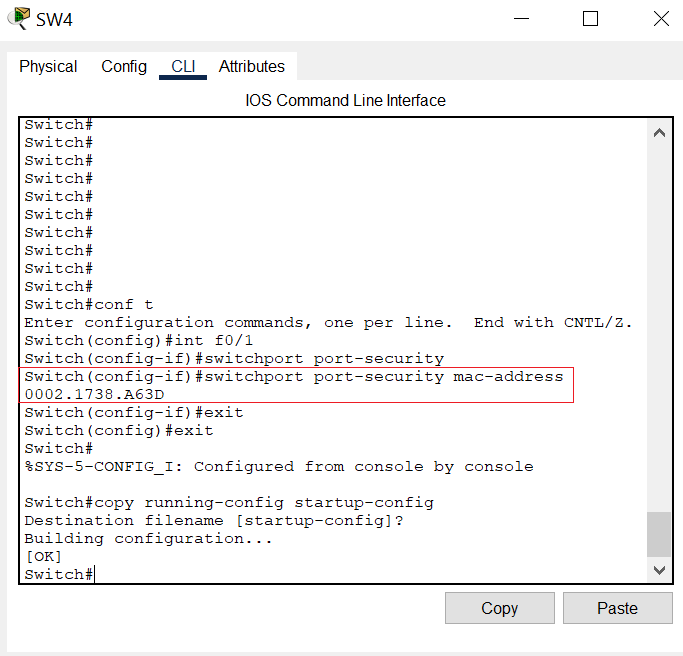 SW4
Physical Config CLI Attributes
IOS Command Line Interface
Switch#
Switch#
Switch#
Switch#
Switch#
Switch#
Switch#
Switch#
Switch#
Switch#
Switch#conf t
Enter configuration commands, one per line.  End with CNTL/Z.
Switch(config)#int f0/1
Switch(config-if)#switchport port-security
Switch(config-if)#switchport port-security mac-address
0002.1738.A63D
Switch(config-if)#exit
Switch(config)#exit
Switch#
%SYS-5-CONFIG_I: Configured from console by console
Switch#copy running-config startup-config
Destination filename [startup-config]?
Building configuration...
[OK]
Switch#
Copy Paste